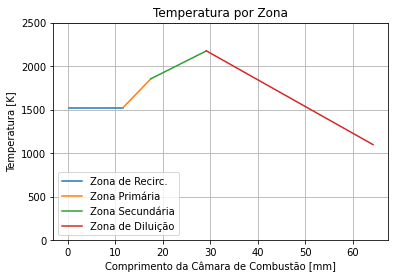 Temperatura por Zona
Temperatura [K]
2500
2000
1500
1000
500
0
Zona de Recirc.
Zona Primária
Zona Secundária
Zona de Diluição
0 10 20 30 40 50 60
Comprimento da Câmara de Combustão [mm]